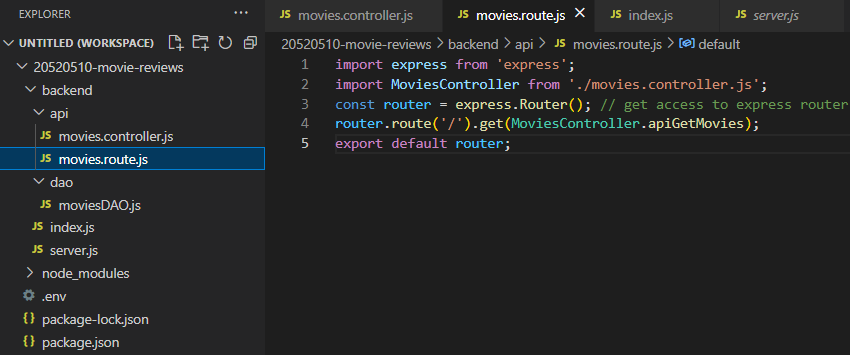 EXPLORER
UNTITLED (WORKSPACE)
20520510-movie-reviews
backend
api
JS movies.controller.js
JS movies.route.js
dao
JS moviesDAO.js
JS index.js
JS server.js
node_modules
.env
{} package-lock.json
{} package.json
JS movies.controller.js JS movies.route.js JS index.js JS server.js
20520510-movie-reviews > backend > api > JS movies.route.js > default
1 import express from 'express';
2 import MoviesController from './movies.controller.js';
3 const router = express.Router(); // get access to express router
4 router.route('/').get(MoviesController.apiGetMovies);
5 export default router;